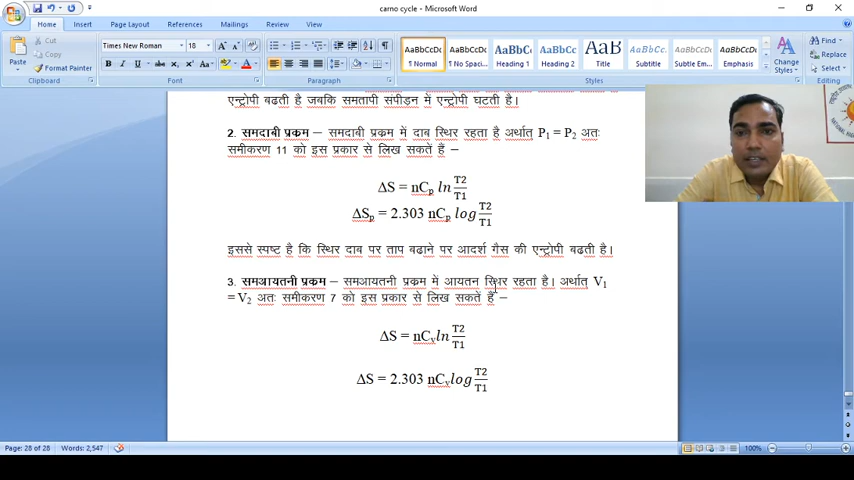 carno cycle - Microsoft Word
Home Insert Page Layout References Mailings Review View
Cut
Copy
Format Painter
Paste
Clipboard
Times New Roman 18
Font
Paragraph
AaBbCcDc AaBbCcDc AaBbC AaBbCc AaB AaBbCc. AaBbCcDa AaBbCcDc
¶ Normal ¶ No Spaci... Heading 1 Heading 2 Title Subtitle Subtle Em... Emphasis
Change Styles
Styles
Find
Replace
Select
Editing
एन्ट्रोपी बढती है जबकि समतापी संपीड़न में एन्ट्रोपी घटती है।
2. समदाबी प्रक्रम – समदाबी प्रक्रम में दाब स्थिर रहता है अर्थात् P₁ = P₂ अतः
समीकरण 11 को इस प्रकार से लिख सकते हैं –
ΔS = nCₚ ln T2/T1
ΔSₚ = 2.303 nCₚ log T2/T1
इससे स्पष्ट है कि स्थिर दाब पर ताप बढाने पर आदर्श गैस की एन्ट्रोपी बढती है।
3. समआयतनी प्रक्रम – समआयतनी प्रक्रम में आयतन स्थिर रहता है। अर्थात् V₁
= V₂ अतः समीकरण 7 को इस प्रकार से लिख सकतें हैं –
ΔS = nCᵥ ln T2/T1
ΔS = 2.303 nCᵥ log T2/T1
Page: 28 of 28 Words: 2,547 100%